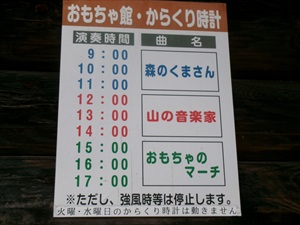 おもちゃ館・からくり時計
演奏時間 曲名
9:00
10:00 森のくまさん
11:00
12:00
13:00 山の音楽家
14:00
15:00 おもちゃの
16:00 マーチ
17:00
※ただし、強風時等は停止します。
火曜・水曜日のからくり時計は動きません。